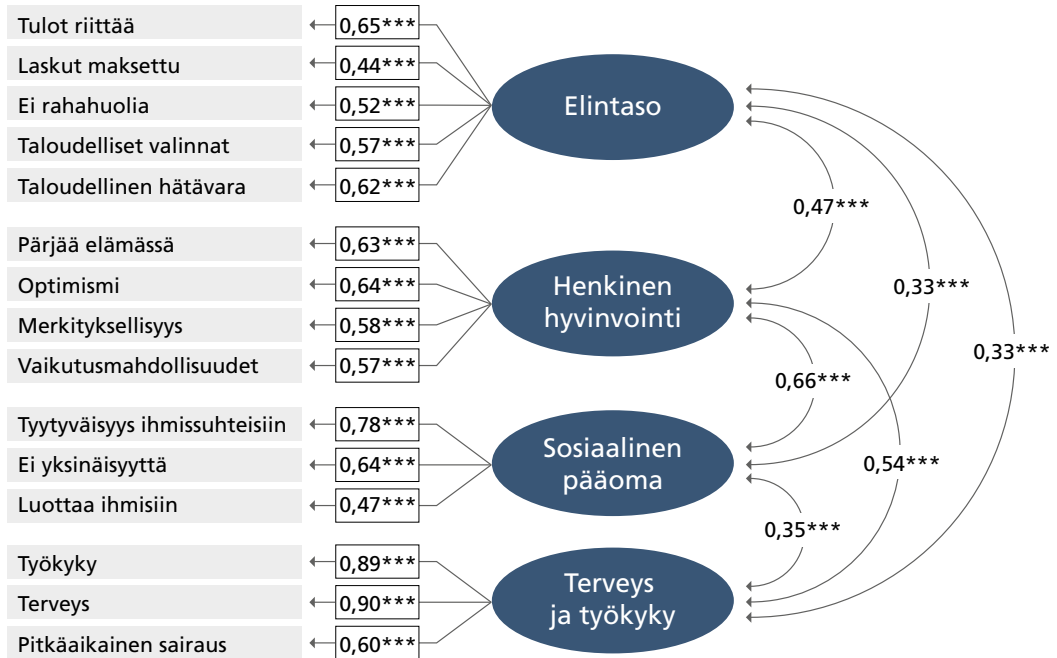 Tulot riittää 0,65***
Laskut maksettu 0,44***
Ei rahahuolia 0,52***
Taloudelliset valinnat 0,57***
Taloudellinen hätävara 0,62***
Elintaso
0,47***
Pärjää elämässä 0,63***
Optimismi 0,64***
Merkityksellisyys 0,58***
Vaikutusmahdollisuudet 0,57***
Henkinen
hyvinvointi
0,33***
0,33***
0,66***
Tyytyväisyys ihmissuhteisiin 0,78***
Ei yksinäisyyttä 0,64***
Luottaa ihmisiin 0,47***
Sosiaalinen
pääoma
0,54***
0,35***
Työkyky 0,89***
Terveys 0,90***
Pitkäaikainen sairaus 0,60***
Terveys
ja työkyky